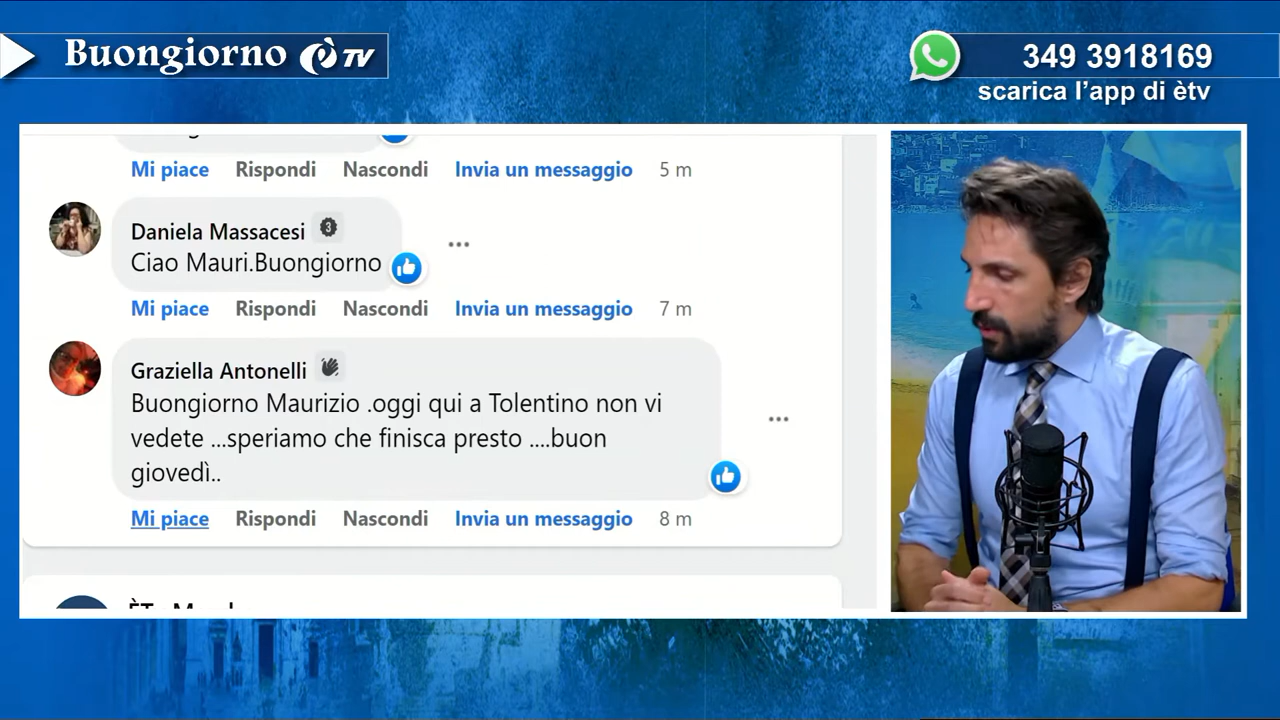 Buongiorno è TV
349 3918169
scarica l'app di ètv
Mi piace Rispondi Nascondi Invia un messaggio 5 m
Daniela Massacesi 3
Ciao Mauri.Buongiorno
Mi piace Rispondi Nascondi Invia un messaggio 7 m
Graziella Antonelli
Buongiorno Maurizio .oggi qui a Tolentino non vi
vedete ...speriamo che finisca presto ....buon
giovedì..
Mi piace Rispondi Nascondi Invia un messaggio 8 m